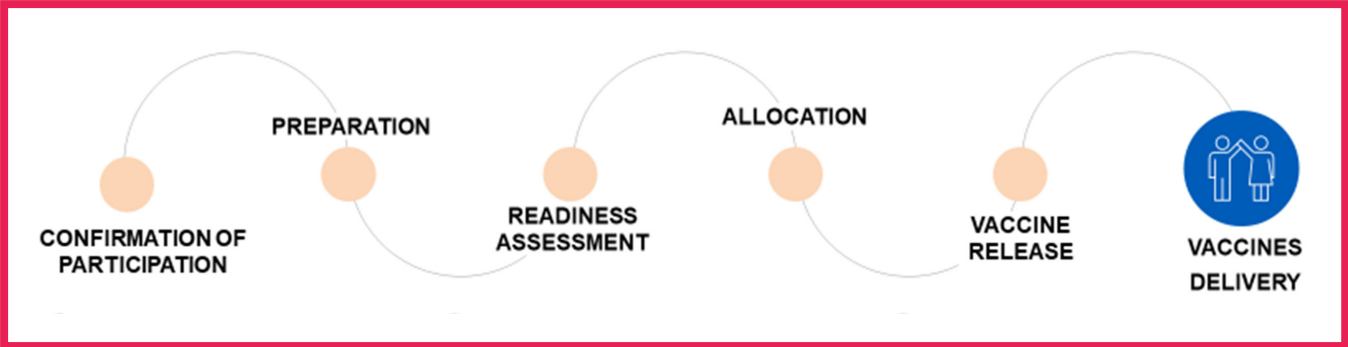 CONFIRMATION OF
PARTICIPATION
PREPARATION
READINESS
ASSESSMENT
ALLOCATION
VACCINE
RELEASE
VACCINES
DELIVERY